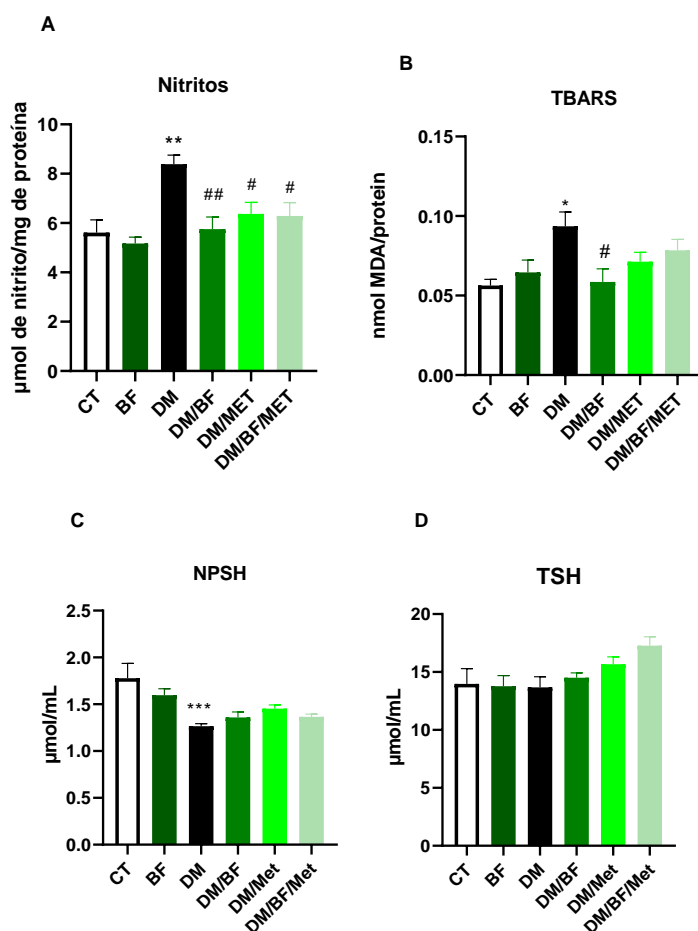 A
Nitritos
µmol de nitrito/mg de proteína
10
8
6
4
2
0
**
##
#
#
CT
BF
DM
DM/BF
DM/MET
DM/BF/MET
B
TBARS
nmol MDA/protein
0.15
0.10
0.05
0.00
*
#
CT
BF
DM
DM/BF
DM/MET
DM/BF/MET
C
NPSH
µmol/mL
2.5
2.0
1.5
1.0
0.5
0.0
***
CT
BF
DM
DM/BF
DM/Met
DM/BF/Met
D
TSH
µmol/mL
20
15
10
5
0
CT
BF
DM
DM/BF
DM/Met
DM/BF/Met